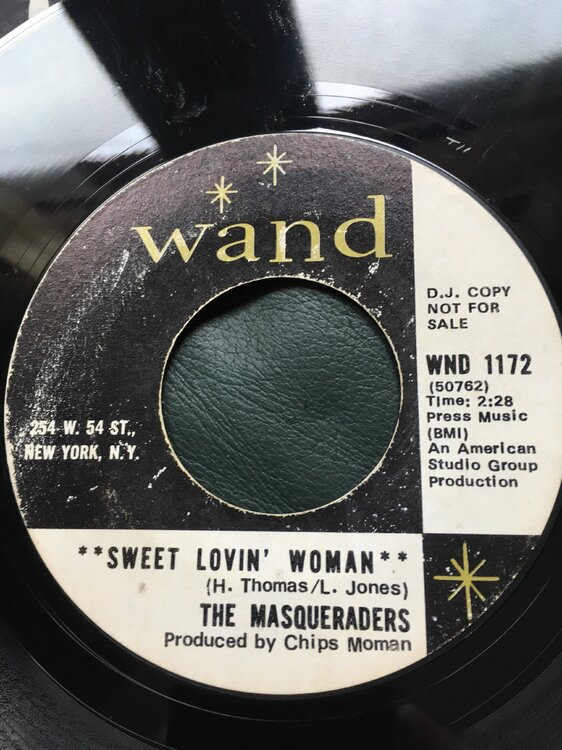 wand
D.J. COPY
NOT FOR
SALE
WND 1172
(50762)
Time: 2:28
Press Music
(BMI)
An American
Studio Group
Production
254 W. 54 ST.,
NEW YORK, N.Y.
**SWEET LOVIN' WOMAN**
(H. Thomas/L. Jones)
THE MASQUERADERS
Produced by Chips Moman